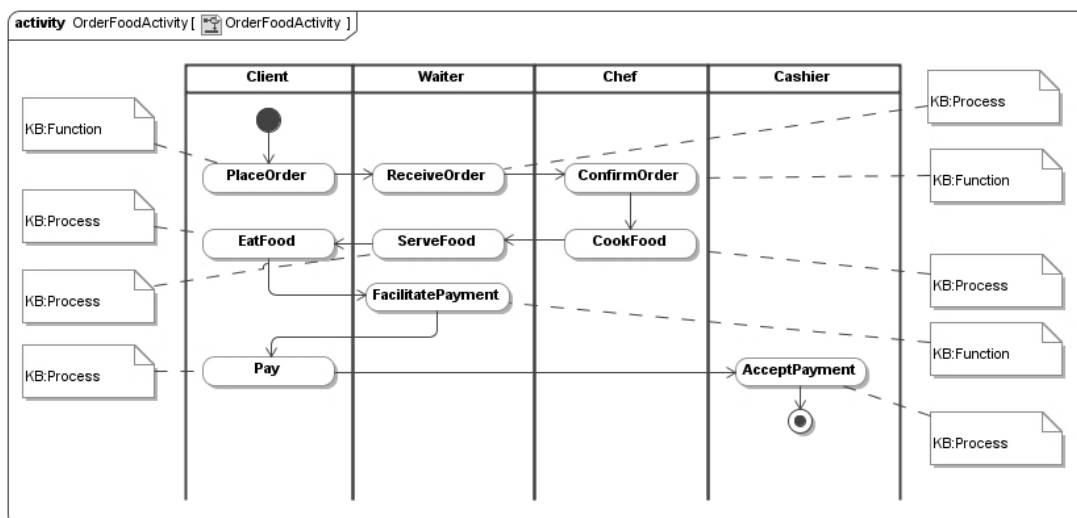 activity OrderFoodActivity [ OrderFoodActivity ]
Client Waiter Chef Cashier
KB:Function
KB:Process
PlaceOrder ReceiveOrder ConfirmOrder
KB:Function
KB:Process
EatFood ServeFood CookFood
KB:Process
KB:Process
FacilitatePayment
KB:Function
KB:Process
Pay AcceptPayment
KB:Process